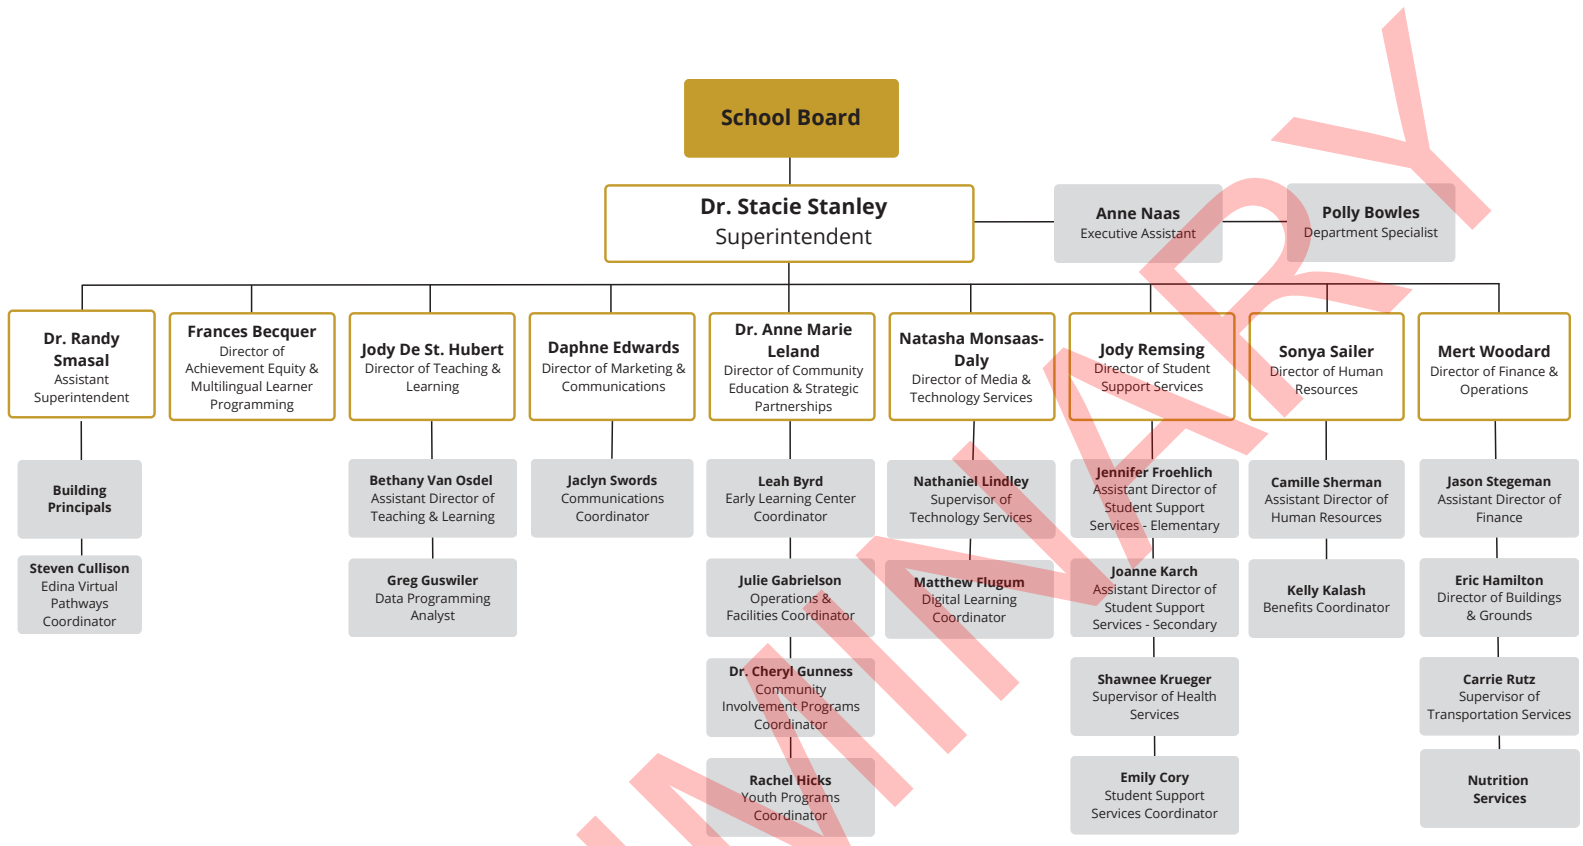 School Board
Dr. Stacie Stanley
Superintendent
Anne Naas
Executive Assistant
Polly Bowles
Department Specialist
Dr. Randy
Smasal
Assistant
Superintendent
Frances Becquer
Director of
Achievement Equity &
Multilingual Learner
Programming
Jody De St. Hubert
Director of Teaching &
Learning
Daphne Edwards
Director of Marketing &
Communications
Dr. Anne Marie
Leland
Director of Community
Education & Strategic
Partnerships
Natasha Monsaas-
Daly
Director of Media &
Technology Services
Jody Remsing
Director of Student
Support Services
Sonya Sailer
Director of Human
Resources
Mert Woodard
Director of Finance &
Operations
Building
Principals
Steven Cullison
Edina Virtual
Pathways
Coordinator
Bethany Van Osdel
Assistant Director of
Teaching & Learning
Greg Guswiler
Data Programming
Analyst
Jaclyn Swords
Communications
Coordinator
Leah Byrd
Early Learning Center
Coordinator
Julie Gabrielson
Operations &
Facilities Coordinator
Dr. Cheryl Gunness
Community
Involvement Programs
Coordinator
Rachel Hicks
Youth Programs
Coordinator
Nathaniel Lindley
Supervisor of
Technology Services
Matthew Flugum
Digital Learning
Coordinator
Jennifer Froehlich
Assistant Director of
Student Support
Services - Elementary
Joanne Karch
Assistant Director of
Student Support
Services - Secondary
Shawnee Krueger
Supervisor of Health
Services
Emily Cory
Student Support
Services Coordinator
Camille Sherman
Assistant Director of
Human Resources
Kelly Kalash
Benefits Coordinator
Jason Stegeman
Assistant Director of
Finance
Eric Hamilton
Director of Buildings
& Grounds
Carrie Rutz
Supervisor of
Transportation Services
Nutrition
Services